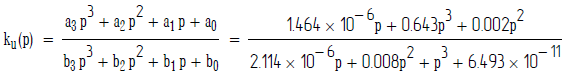 k_u(p) = (a_3 p^3 + a_2 p^2 + a_1 p + a_0) / (b_3 p^3 + b_2 p^2 + b_1 p + b_0) = (1.464 × 10^-6 p + 0.643p^3 + 0.002p^2) / (2.114 × 10^-6 p + 0.008p^2 + p^3 + 6.493 × 10^-11)